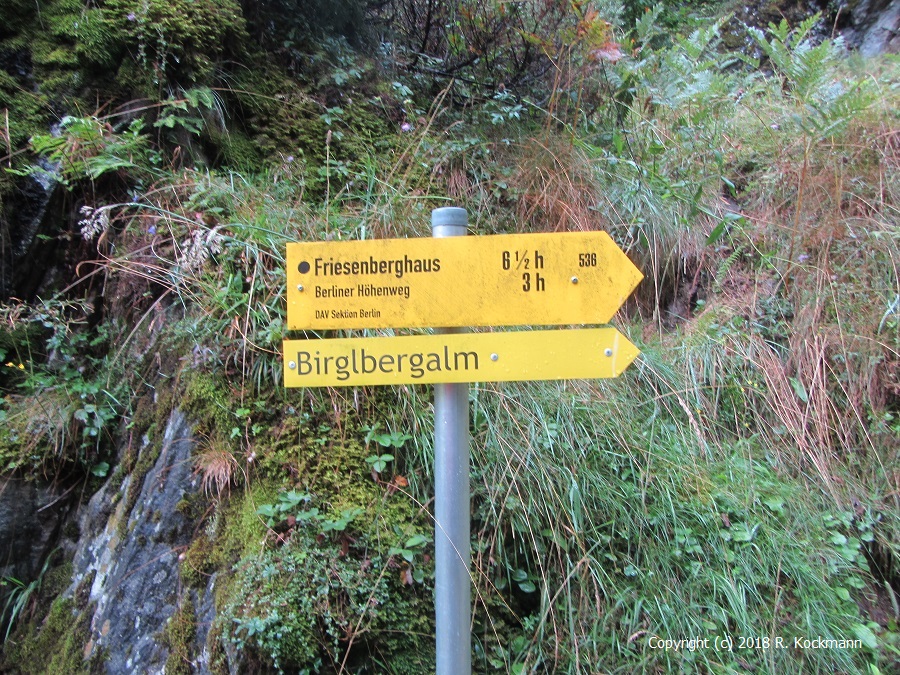 Friesenberghaus 6 ½ h 536
Berliner Höhenweg 3 h
DAV Sektion Berlin
Birglbergalm
Copyright (c) 2018 R. Kockmann